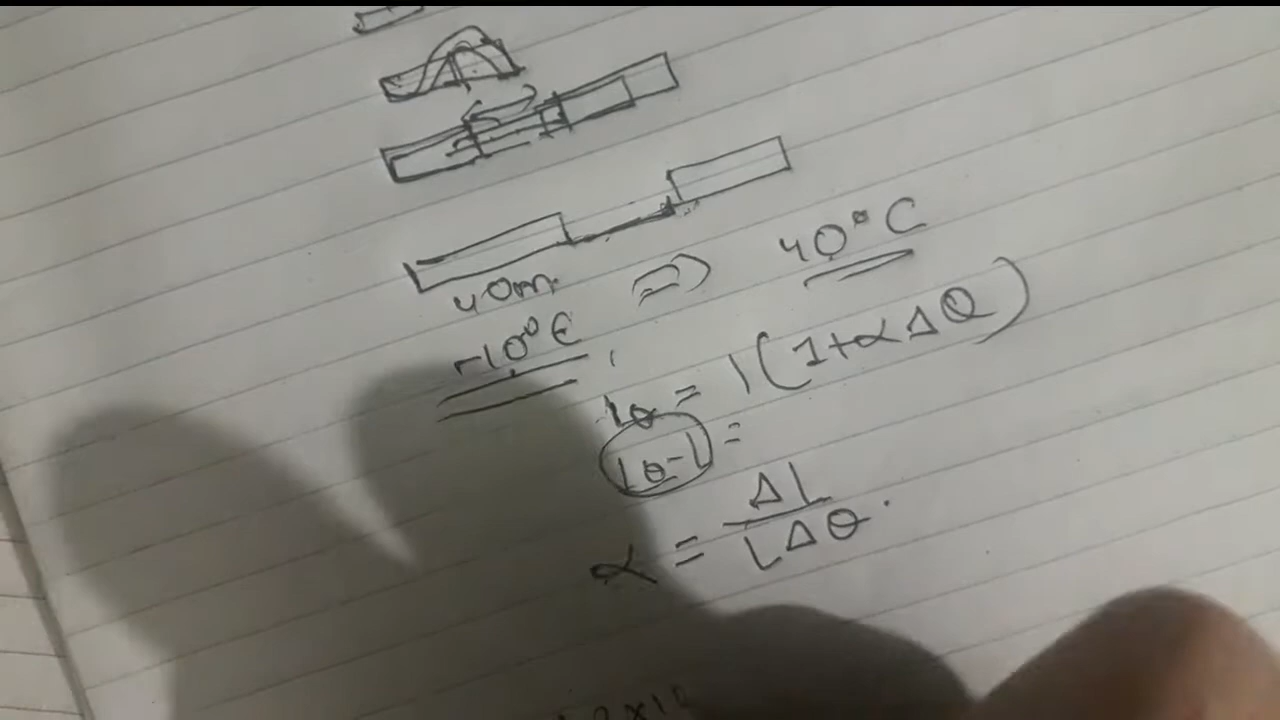 40m
-10°C ⇒ 40°C
lθ = l(1+αΔθ)
lθ-l =
α = ΔL / LΔθ.